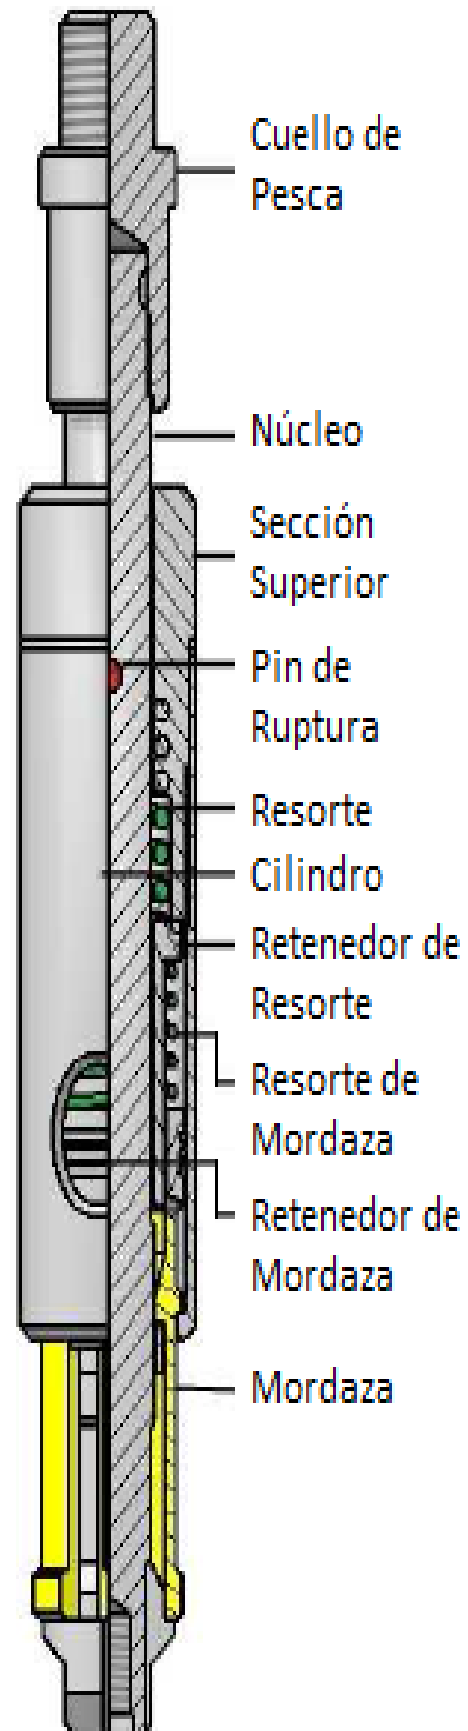 Cuello de
Pesca
Núcleo
Sección
Superior
Pin de
Ruptura
Resorte
Cilindro
Retenedor de
Resorte
Resorte de
Mordaza
Retenedor de
Mordaza
Mordaza